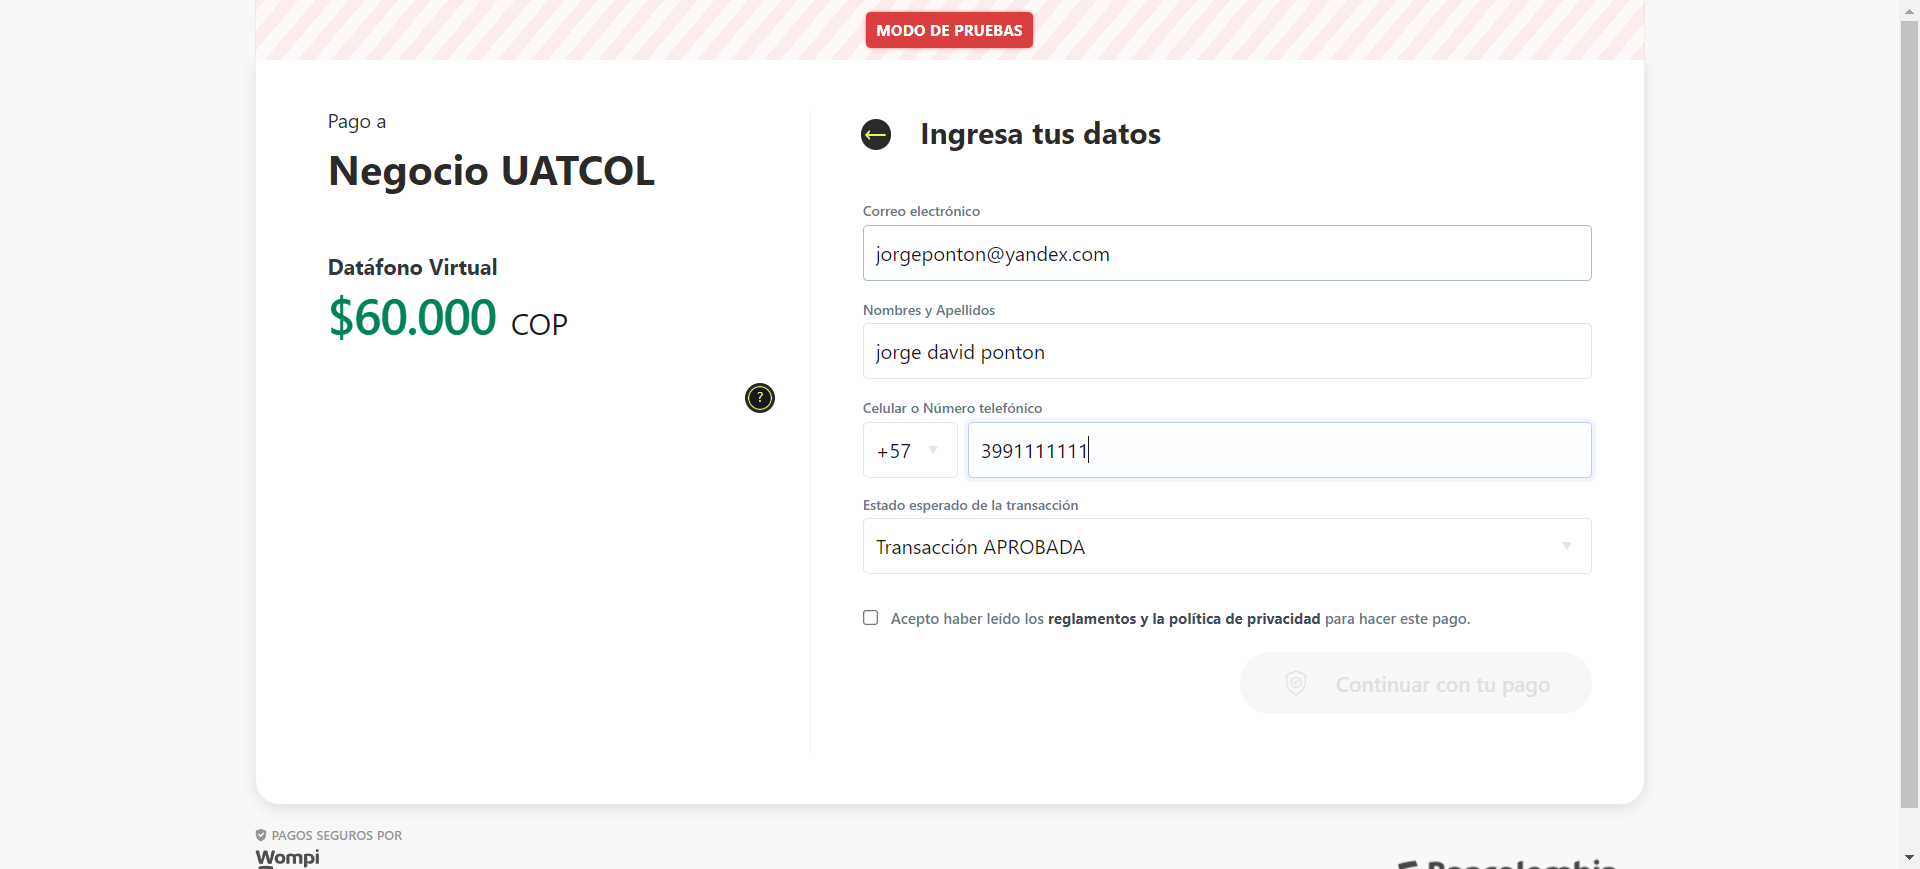 MODO DE PRUEBAS
Pago a
Negocio UATCOL
Datáfono Virtual
$60.000 COP
?
Ingresa tus datos
Correo electrónico
jorgeponton@yandex.com
Nombres y Apellidos
jorge david ponton
Celular o Número telefónico
+57 3991111111
Estado esperado de la transacción
Transacción APROBADA
Acepto haber leído los reglamentos y la política de privacidad para hacer este pago.
Continuar con tu pago
PAGOS SEGUROS POR
Wompi